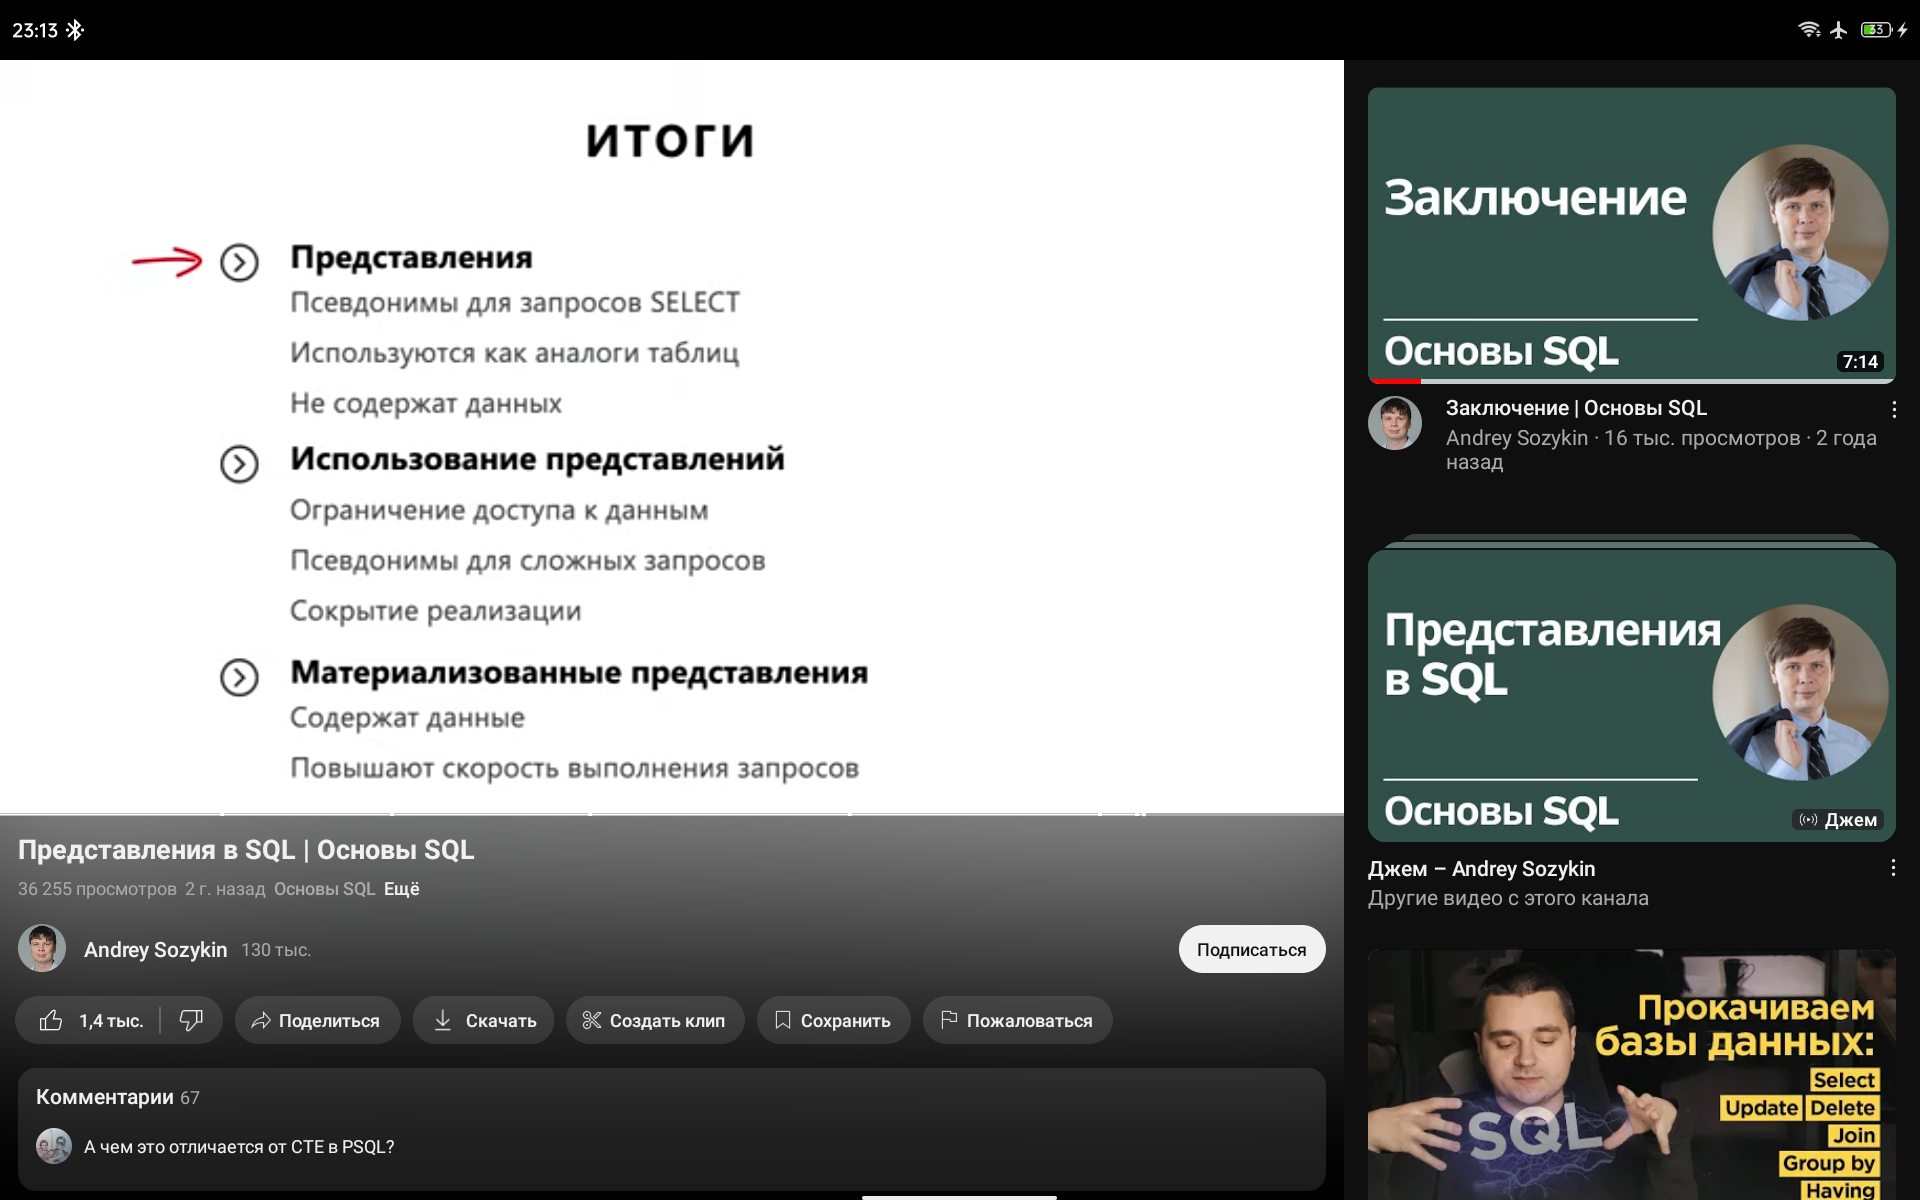 23:13
33
ИТОГИ
Представления
Псевдонимы для запросов SELECT
Используются как аналоги таблиц
Не содержат данных
Использование представлений
Ограничение доступа к данным
Псевдонимы для сложных запросов
Сокрытие реализации
Материализованные представления
Содержат данные
Повышают скорость выполнения запросов
Представления в SQL | Основы SQL
36 255 просмотров 2 г. назад Основы SQL Ещё
Andrey Sozykin 130 тыс.
Подписаться
1,4 тыс.
Поделиться
Скачать
Создать клип
Сохранить
Пожаловаться
Комментарии 67
А чем это отличается от CTE в PSQL?
Заключение
Основы SQL
7:14
Заключение | Основы SQL
Andrey Sozykin · 16 тыс. просмотров · 2 года
назад
Представления
в SQL
Основы SQL
Джем
Джем – Andrey Sozykin
Другие видео с этого канала
Прокачиваем
базы данных:
Select
Update Delete
Join
Group by
Having
SQL